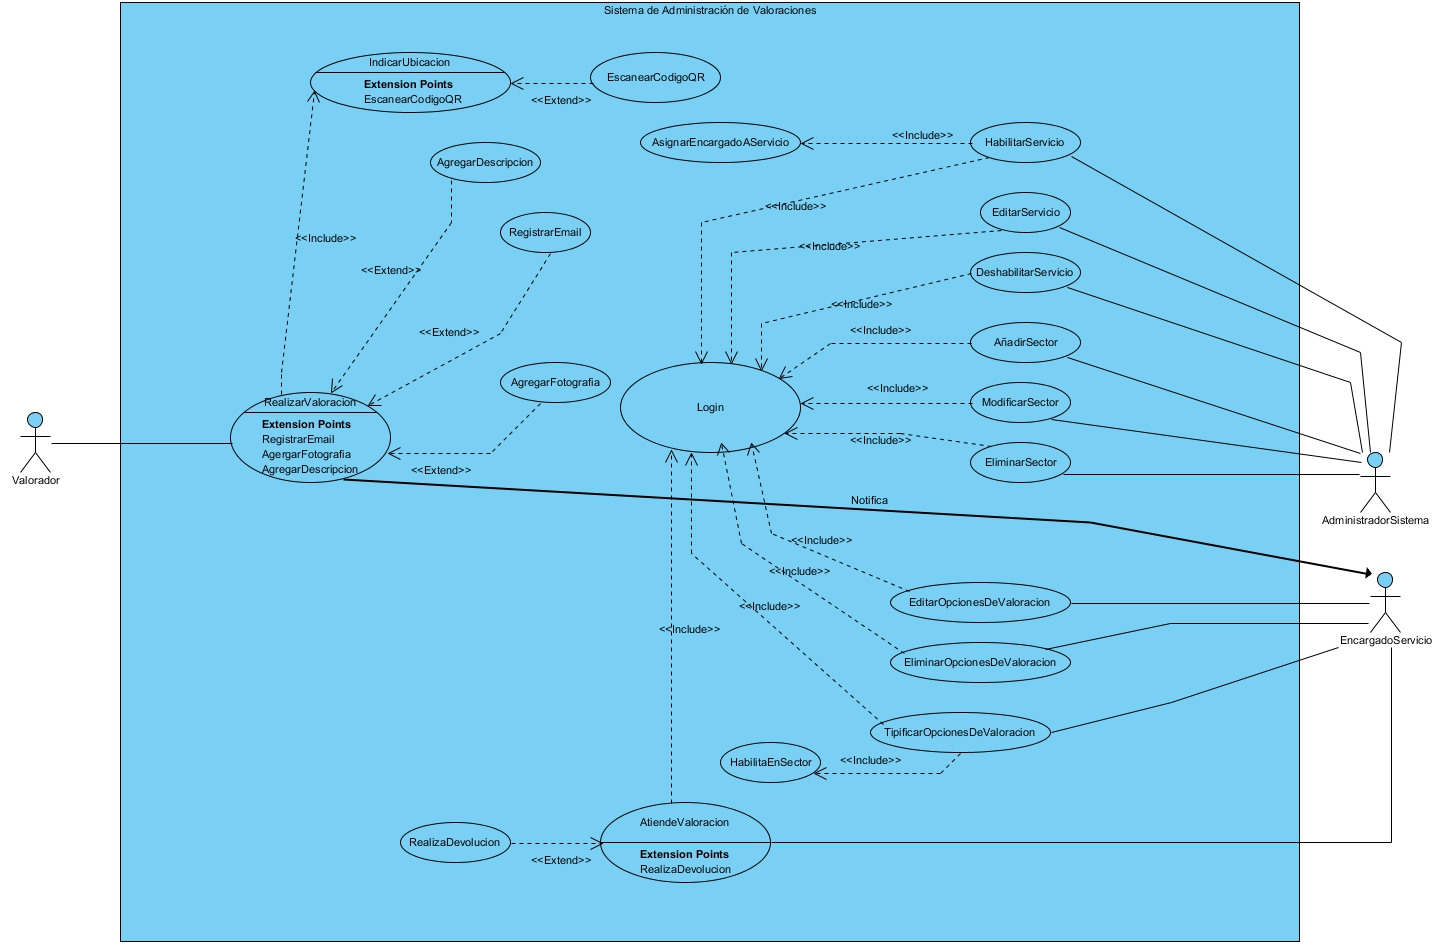 Sistema de Administración de Valoraciones
IndicarUbicacion
Extension Points
EscanearCodigoQR
<<Extend>>
EscanearCodigoQR
AsignarEncargadoAServicio
<<Include>>
HabilitarServicio
AgregarDescripcion
<<Include>>
EditarServicio
RegistrarEmail
<<Include>>
<<Include>>
<<Extend>>
DeshabilitarServicio
<<Include>>
<<Extend>>
<<Include>>
AñadirSector
AgregarFotografia
<<Include>>
ModificarSector
Login
RealizarValoracion
Extension Points
RegistrarEmail
AgergarFotografia
AgregarDescripcion
<<Extend>>
<<Include>>
EliminarSector
Valorador
Notifica
AdministradorSistema
<<Include>>
<<Include>>
EditarOpcionesDeValoracion
<<Include>>
<<Include>>
EncargadoServicio
EliminarOpcionesDeValoracion
TipificarOpcionesDeValoracion
HabilitaEnSector
<<Include>>
AtiendeValoracion
Extension Points
RealizaDevolucion
RealizaDevolucion
<<Extend>>